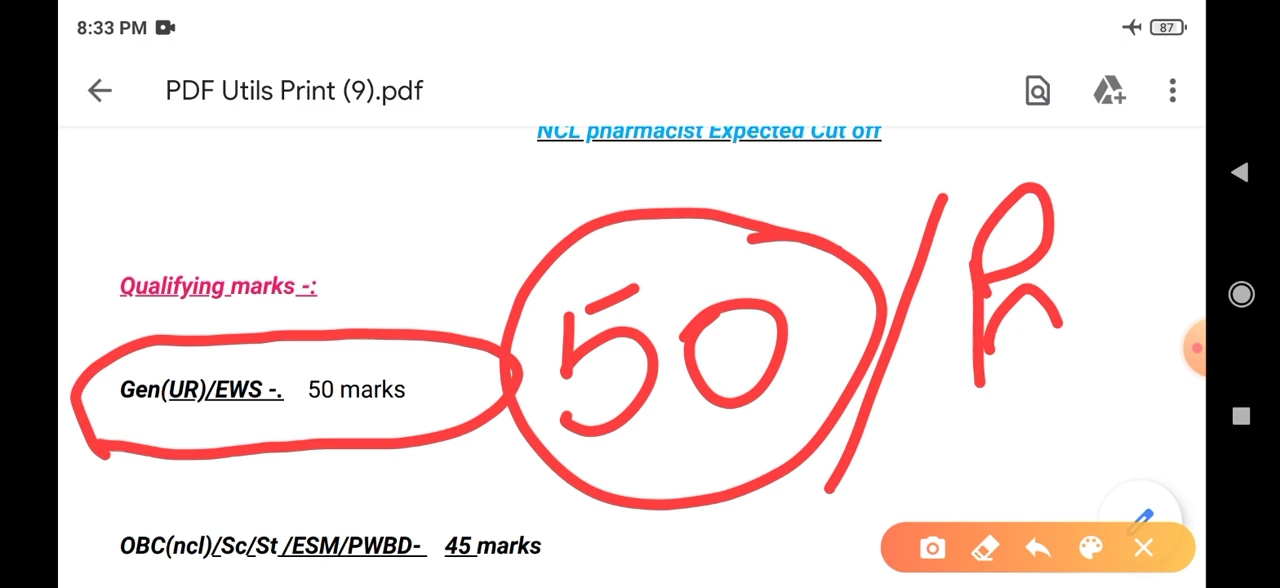 8:33 PM 87
PDF Utils Print (9).pdf
NCL pharmacist Expected Cut off
Qualifying marks -:
50/R
Gen(UR)/EWS -. 50 marks
OBC(ncl)/Sc/St /ESM/PWBD- 45 marks